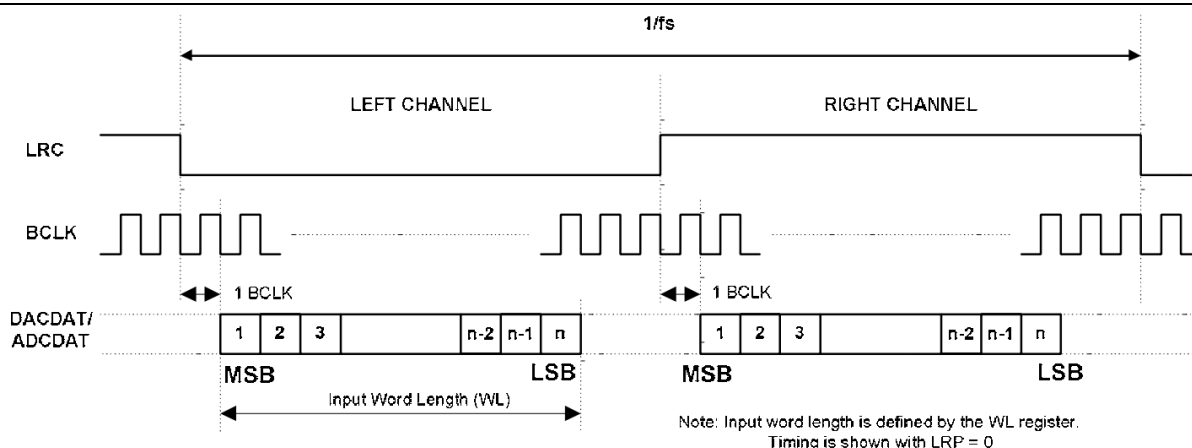 1/fs
LEFT CHANNEL RIGHT CHANNEL
LRC
BCLK
1 BCLK 1 BCLK
DACDAT/
ADCDAT
1 2 3 n-2 n-1 n 1 2 3 n-2 n-1 n
MSB LSB MSB LSB
Input Word Length (WL)
Note: Input word length is defined by the WL register.
Timing is shown with LRP = 0